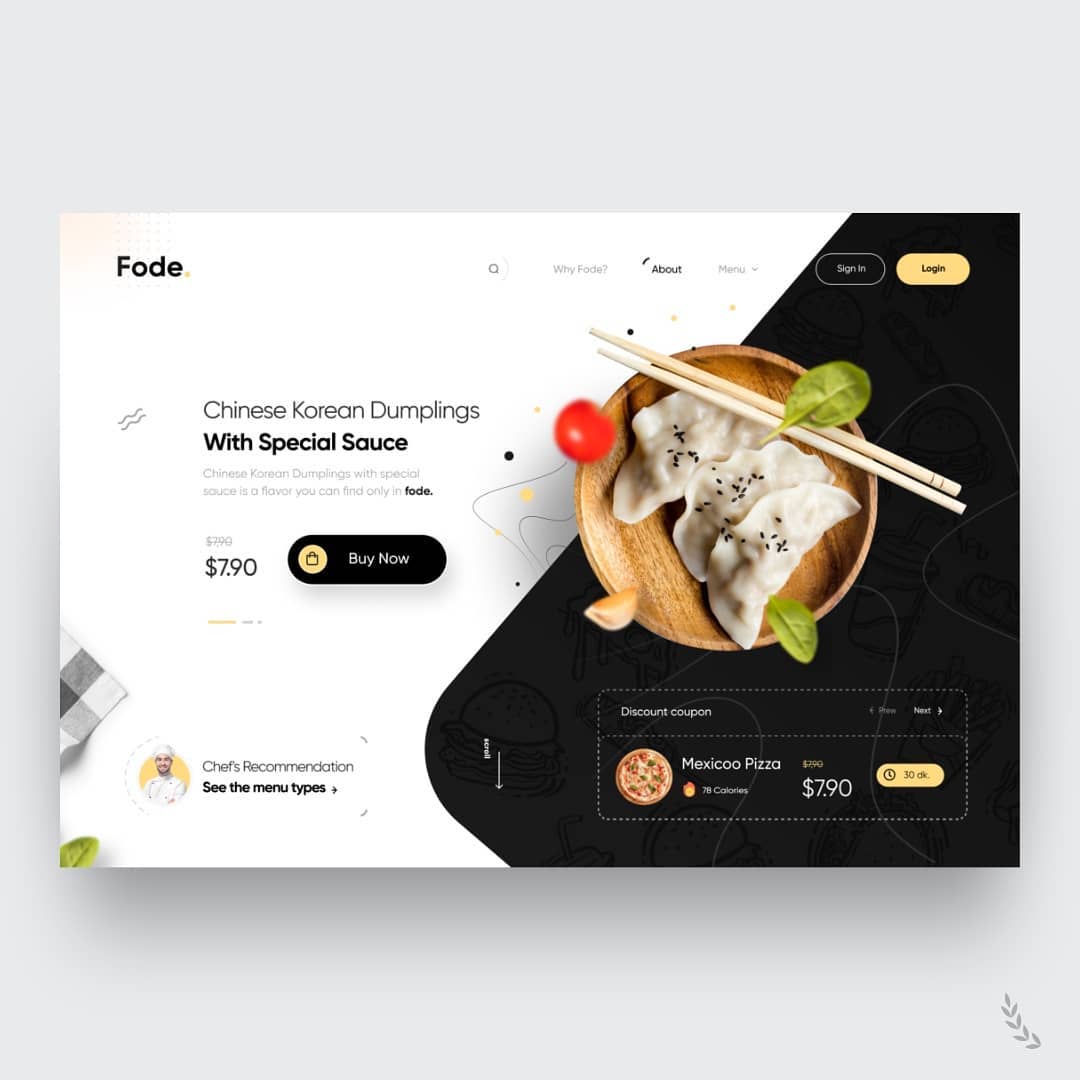 Fode.
Why Fode?
About
Menu
Sign In
Login
Chinese Korean Dumplings
With Special Sauce
Chinese Korean Dumplings with special
sauce is a flavor you can find only in fode.
$7.90
$7.90
Buy Now
Chef's Recommendation
See the menu types
scroll
Discount coupon
Prew
Next
Mexicoo Pizza
78 Calories
$7.90
$7.90
30 dk.